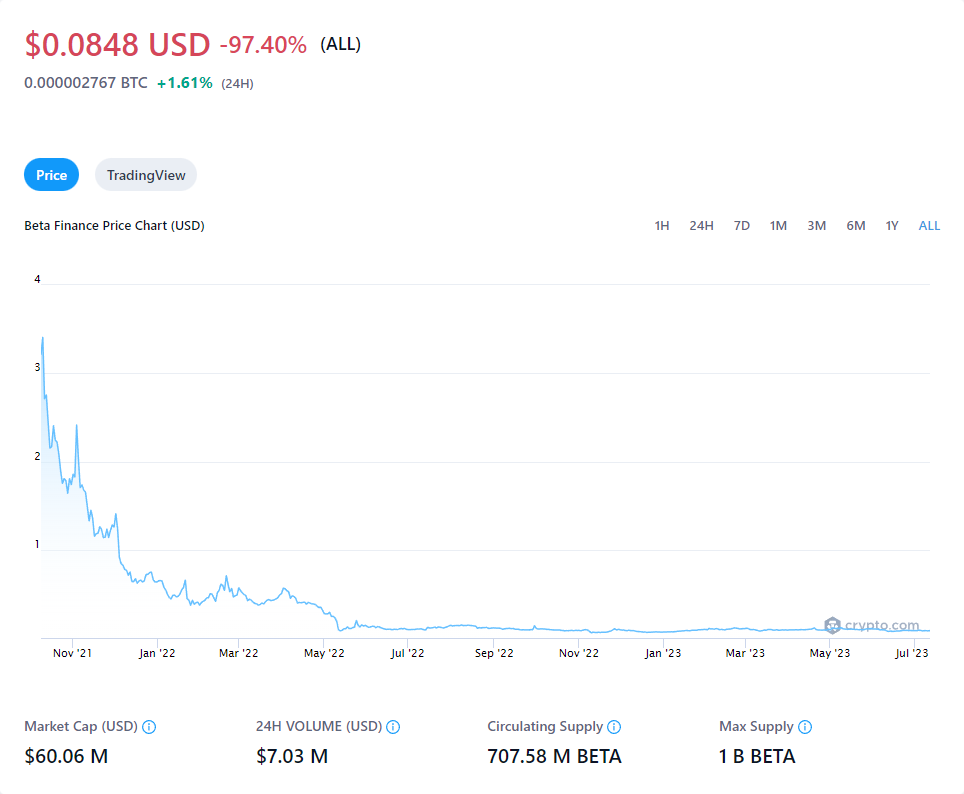 $0.0848 USD -97.40% (ALL)
0.000002767 BTC +1.61% (24H)
Price TradingView
Beta Finance Price Chart (USD) 1H 24H 7D 1M 3M 6M 1Y ALL
4
3
2
1
crypto.com
Nov '21 Jan '22 Mar '22 May '22 Jul '22 Sep '22 Nov '22 Jan '23 Mar '23 May '23 Jul '23
Market Cap (USD) 24H VOLUME (USD) Circulating Supply Max Supply
$60.06 M $7.03 M 707.58 M BETA 1 B BETA